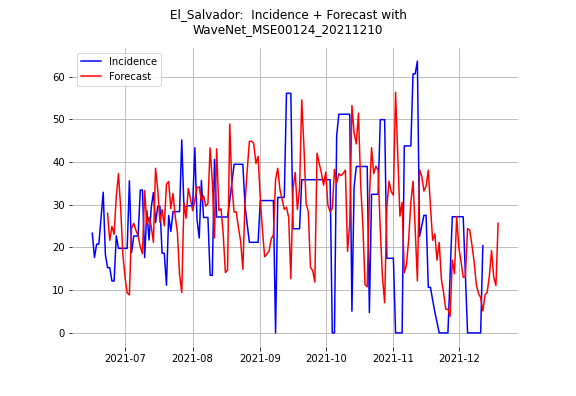 El_Salvador:  Incidence + Forecast with
WaveNet_MSE00124_20211210
Incidence
Forecast
60
50
40
30
20
10
0
2021-07 2021-08 2021-09 2021-10 2021-11 2021-12